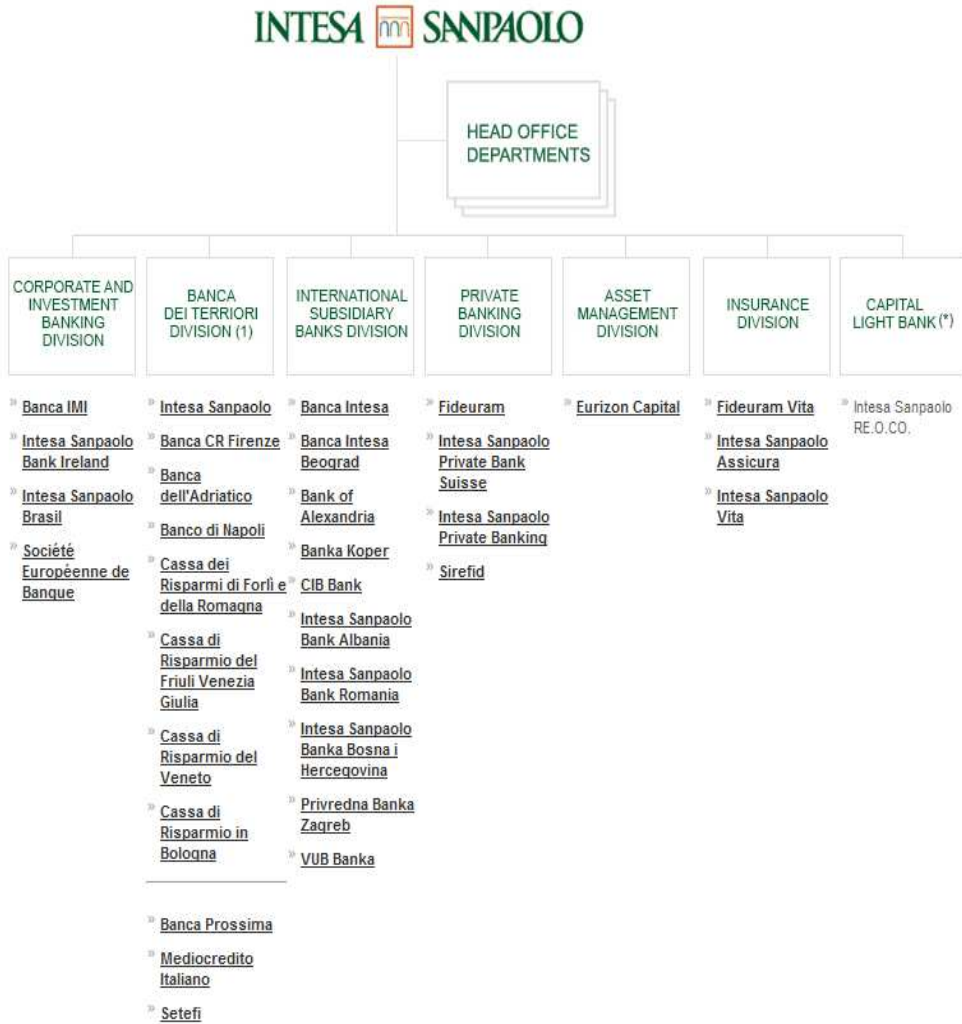 INTESA SANPAOLO
HEAD OFFICE
DEPARTMENTS
CORPORATE AND
INVESTMENT
BANKING
DIVISION
BANCA
DEI TERRIORI
DIVISION (1)
INTERNATIONAL
SUBSIDIARY
BANKS DIVISION
PRIVATE
BANKING
DIVISION
ASSET
MANAGEMENT
DIVISION
INSURANCE
DIVISION
CAPITAL
LIGHT BANK (*)
» Banca IMI
» Intesa Sanpaolo
Bank Ireland
» Intesa Sanpaolo
Brasil
» Société
Européenne de
Banque
» Intesa Sanpaolo
» Banca CR Firenze
» Banca
dell'Adriatico
» Banco di Napoli
» Cassa dei
Risparmi di Forlì e
della Romagna
» Cassa di
Risparmio del
Friuli Venezia
Giulia
» Cassa di
Risparmio del
Veneto
» Cassa di
Risparmio in
Bologna
» Banca Prossima
» Mediocredito
Italiano
» Setefi
» Banca Intesa
» Banca Intesa
Beograd
» Bank of
Alexandria
» Banka Koper
» CIB Bank
» Intesa Sanpaolo
Bank Albania
» Intesa Sanpaolo
Bank Romania
» Intesa Sanpaolo
Banka Bosna i
Hercegovina
» Privredna Banka
Zagreb
» VUB Banka
» Fideuram
» Intesa Sanpaolo
Private Bank
Suisse
» Intesa Sanpaolo
Private Banking
» Sirefid
» Eurizon Capital
» Fideuram Vita
» Intesa Sanpaolo
Assicura
» Intesa Sanpaolo
Vita
» Intesa Sanpaolo
RE.O.CO.